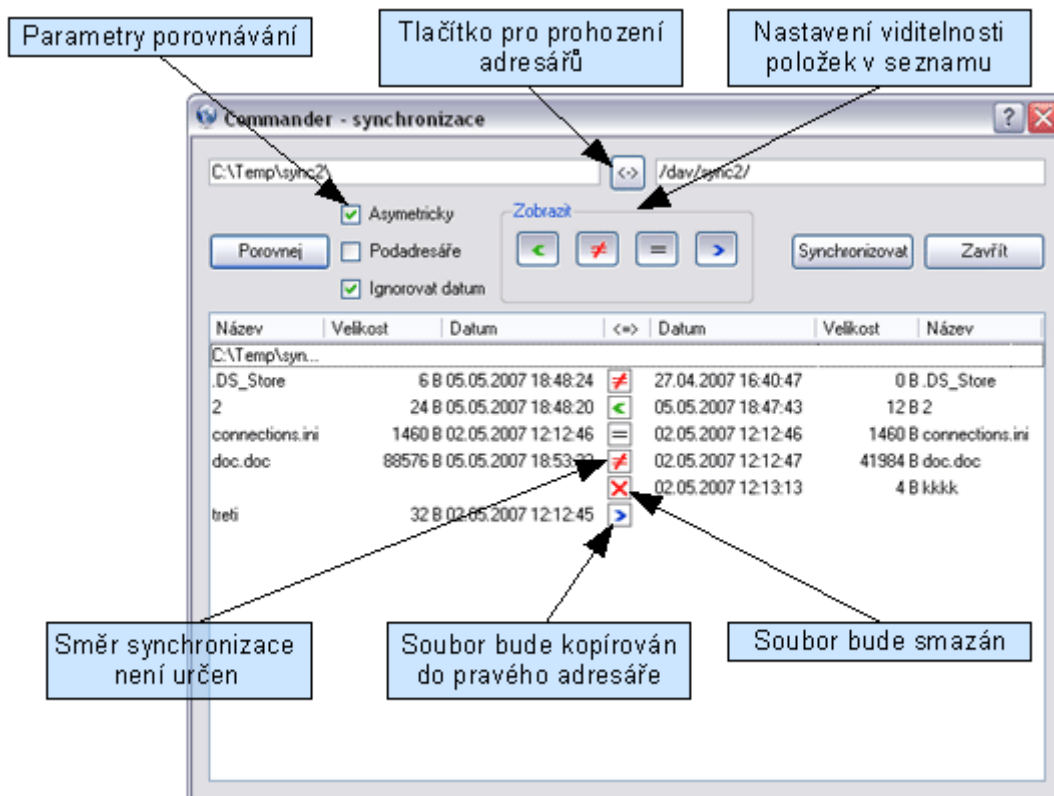 Parametry porovnávání
Tlačítko pro prohození
adresářů
Nastavení viditelnosti
položek v seznamu
Commander - synchronizace
C:\Temp\sync2\ <·> /dav/sync2/
Asymetricky
Zobrazit
Porovnej
Podadresáře
Synchronizovat
Zavřít
Ignorovat datum
Název Velikost Datum <=> Datum Velikost Název
C:\Temp\syn...
.DS_Store 6 B 05.05.2007 18:48:24 ≠ 27.04.2007 16:40:47 0 B .DS_Store
2 24 B 05.05.2007 18:48:20 < 05.05.2007 18:47:43 12 B 2
connections.ini 1460 B 02.05.2007 12:12:46 = 02.05.2007 12:12:46 1460 B connections.ini
doc.doc 88576 B 05.05.2007 ≠ 02.05.2007 12:12:47 41984 B doc.doc
02.05.2007 12:13:13 4 B kkkk
treti 32 B 02.05.2007 12:12:45 >
Směr synchronizace
není určen
Soubor bude kopírován
do pravého adresáře
Soubor bude smazán